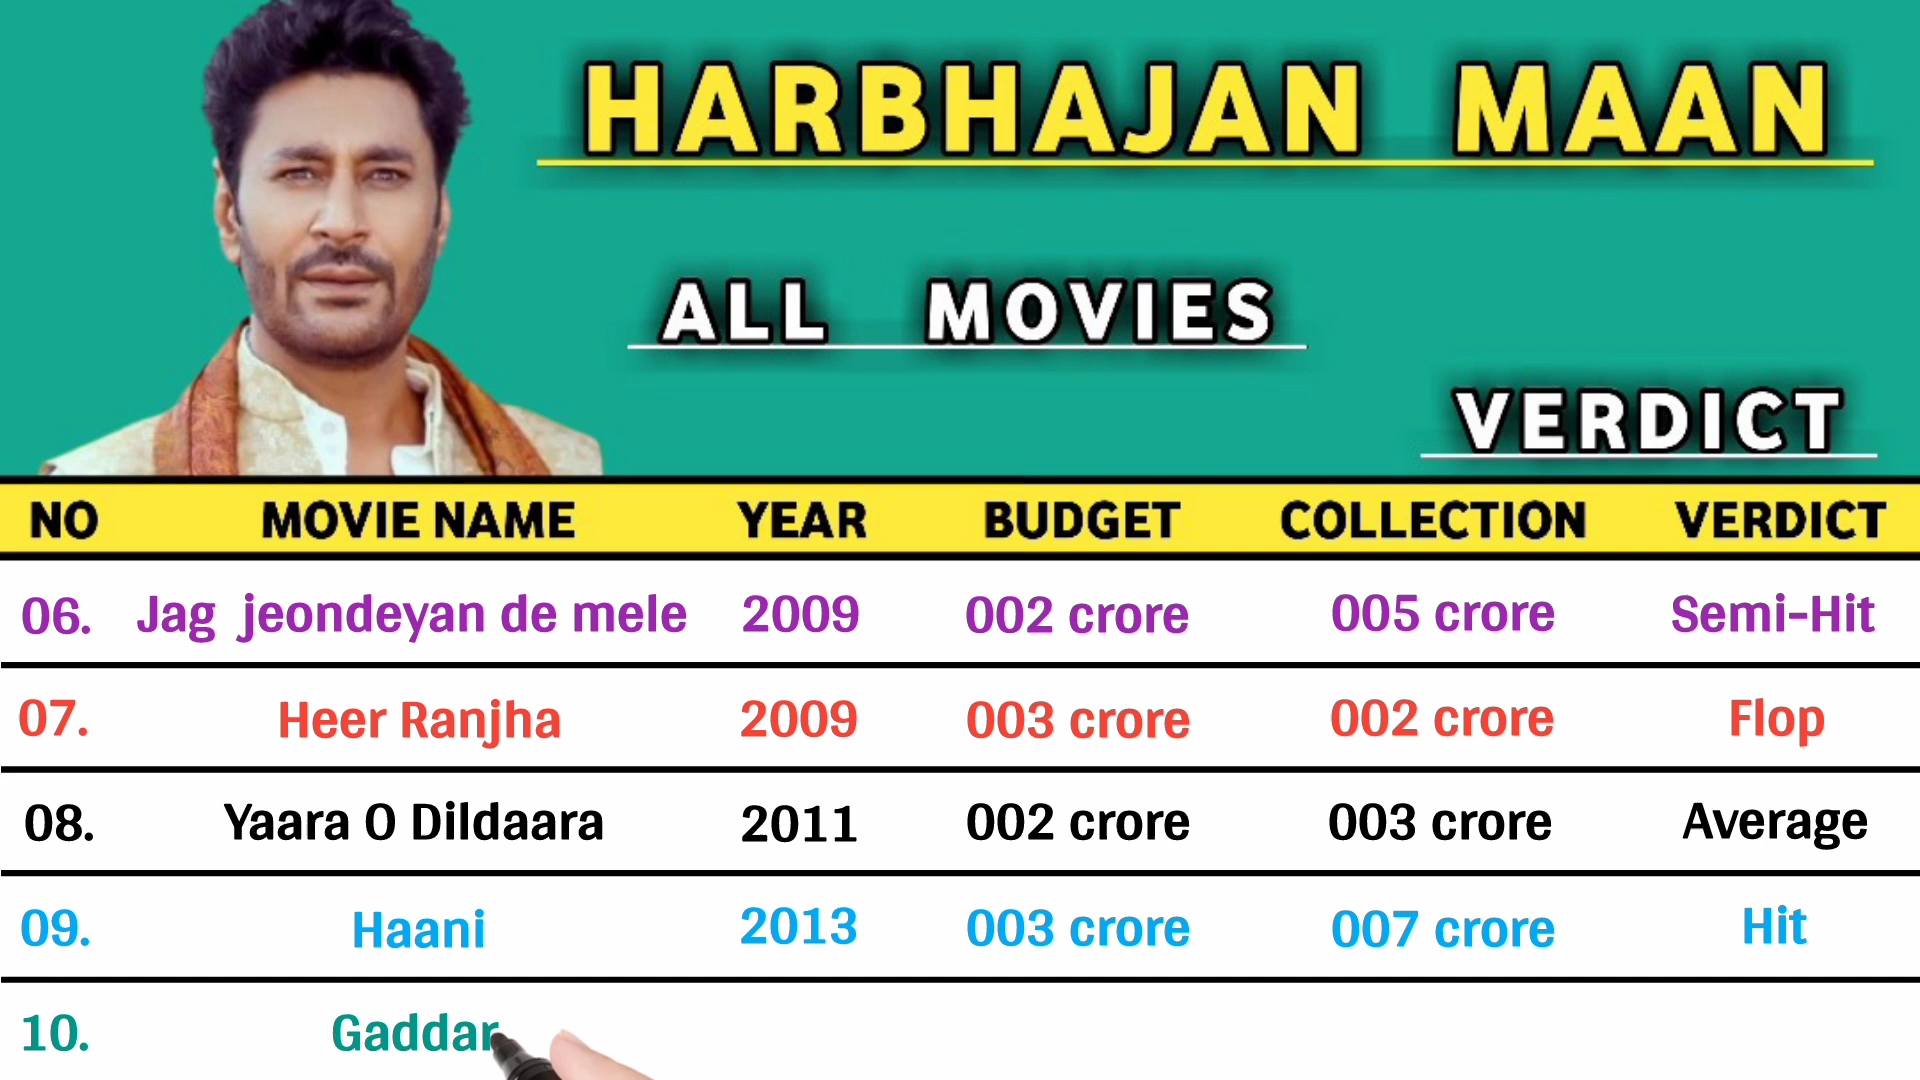 HARBHAJAN MAAN
ALL MOVIES
VERDICT
NO MOVIE NAME YEAR BUDGET COLLECTION VERDICT
06. Jag jeondeyan de mele 2009 002 crore 005 crore Semi-Hit
07. Heer Ranjha 2009 003 crore 002 crore Flop
08. Yaara O Dildaara 2011 002 crore 003 crore Average
09. Haani 2013 003 crore 007 crore Hit
10. Gaddar